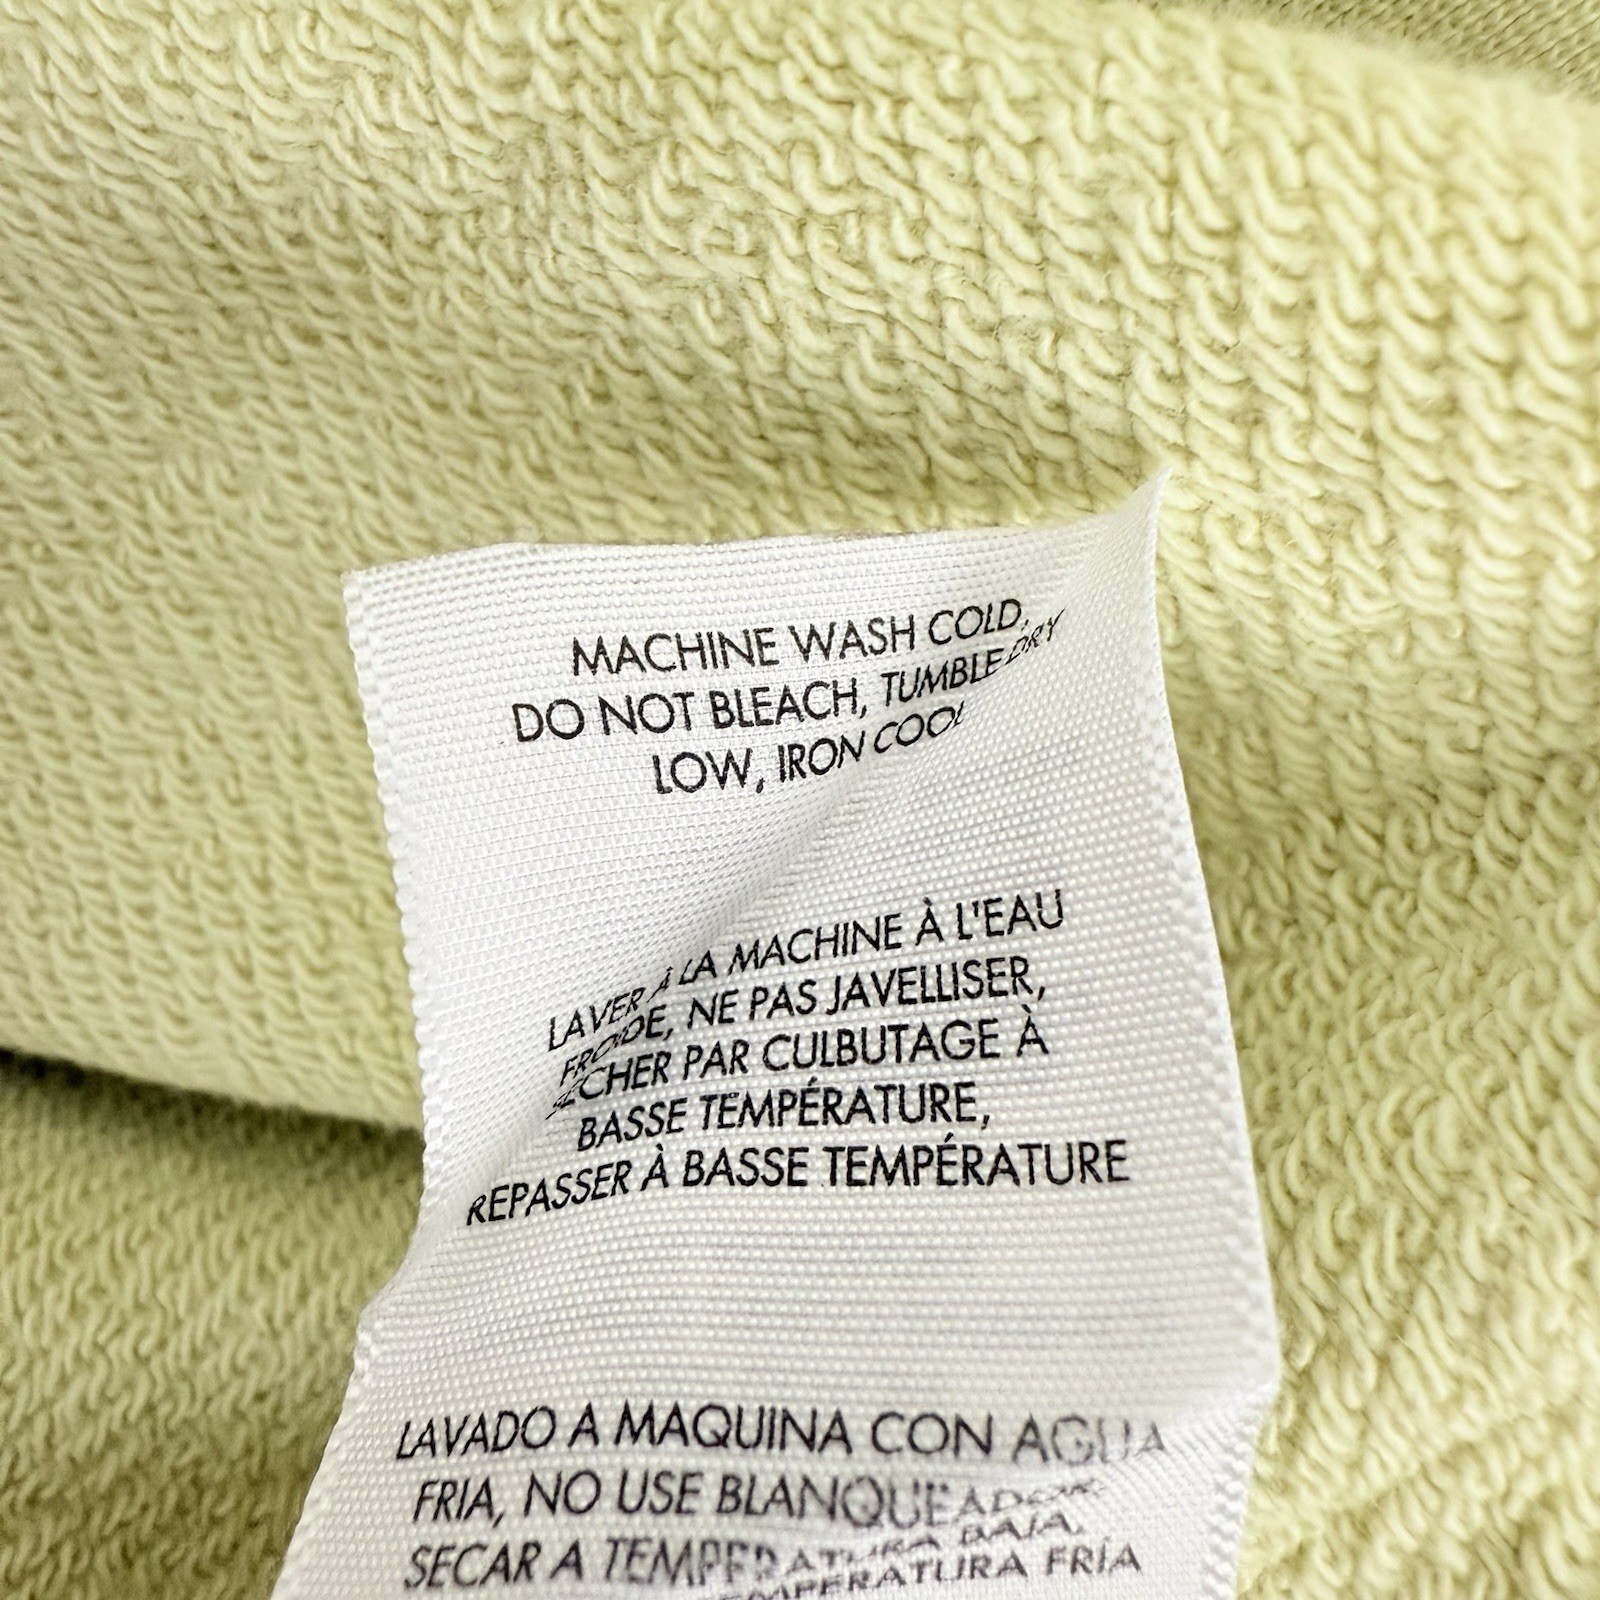 MACHINE WASH COLD,
DO NOT BLEACH, TUMBLE DRY
LOW, IRON COOL
LAVER À LA MACHINE À L'EAU
FROIDE, NE PAS JAVELLISER,
SÉCHER PAR CULBUTAGE À
BASSE TEMPÉRATURE,
REPASSER À BASSE TEMPÉRATURE
LAVADO A MAQUINA CON AGUA
FRIA, NO USE BLANQUEADOR,
SECAR A TEMPERATURA BAJA,
TEMPERATURA FRÍA